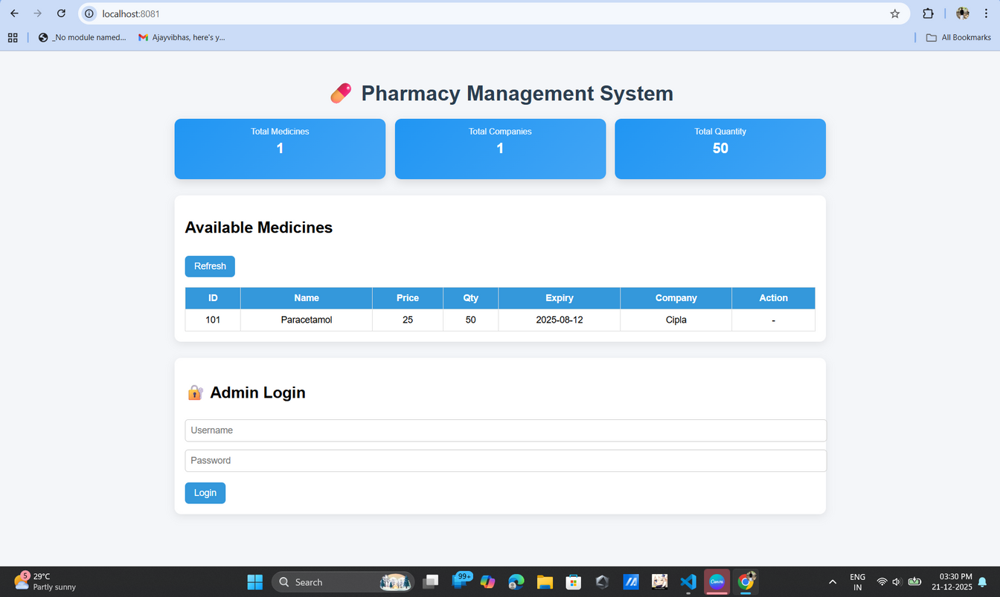 localhost:8081
_No module named...
Ajayvibhas, here's y...
All Bookmarks
Pharmacy Management System
Total Medicines
1
Total Companies
1
Total Quantity
50
Available Medicines
Refresh
ID Name Price Qty Expiry Company Action
101 Paracetamol 25 50 2025-08-12 Cipla -
Admin Login
Username
Password
Login
5
29°C
Partly sunny
Search
99+
Canva
ENG
IN
03:30 PM
21-12-2025